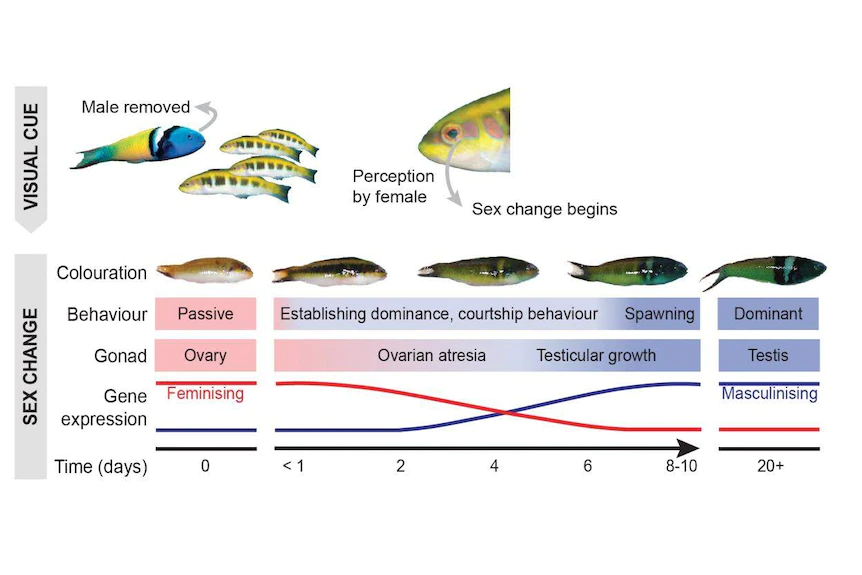 VISUAL CUE
Male removed
Perception
by female
Sex change begins
SEX CHANGE
Colouration
Behaviour
Passive
Establishing dominance, courtship behaviour
Spawning
Dominant
Gonad
Ovary
Ovarian atresia
Testicular growth
Testis
Gene
expression
Feminising
Masculinising
Time (days)
0
< 1
2
4
6
8-10
20+